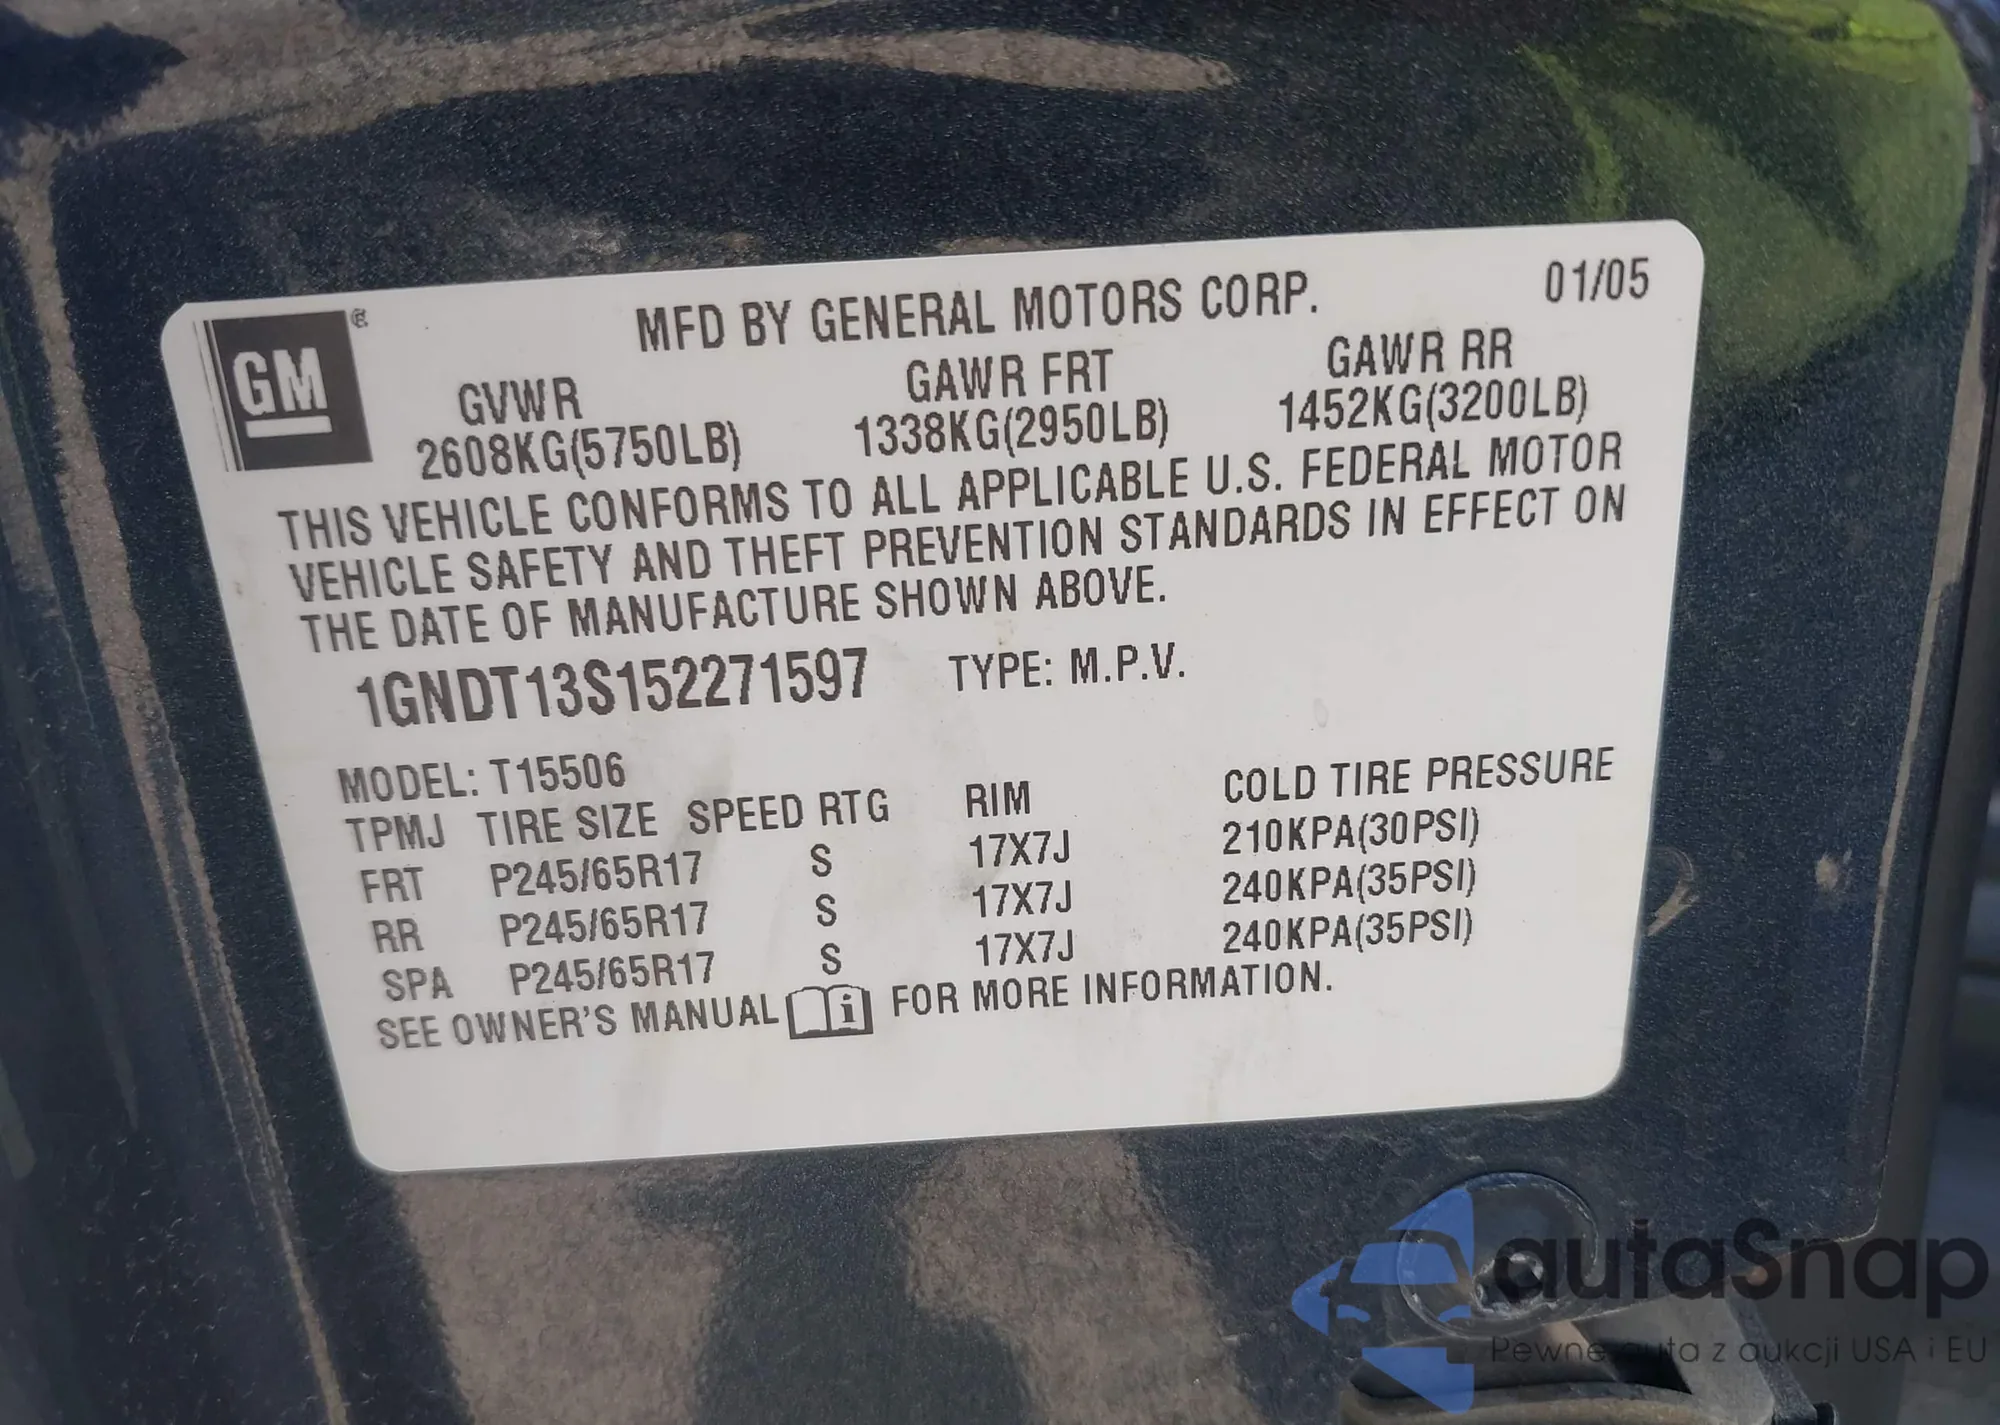 GM ®
MFD BY GENERAL MOTORS CORP. 01/05
GVWR GAWR FRT GAWR RR
2608KG(5750LB) 1338KG(2950LB) 1452KG(3200LB)
THIS VEHICLE CONFORMS TO ALL APPLICABLE U.S. FEDERAL MOTOR
VEHICLE SAFETY AND THEFT PREVENTION STANDARDS IN EFFECT ON
THE DATE OF MANUFACTURE SHOWN ABOVE.
1GNDT13S152271597 TYPE: M.P.V.
MODEL: T15506
TPMJ TIRE SIZE SPEED RTG RIM COLD TIRE PRESSURE
FRT P245/65R17 S 17X7J 210KPA(30PSI)
RR P245/65R17 S 17X7J 240KPA(35PSI)
SPA P245/65R17 S 17X7J 240KPA(35PSI)
SEE OWNER'S MANUAL i FOR MORE INFORMATION.
autaSnap
Pewne auta z aukcji USA i EU